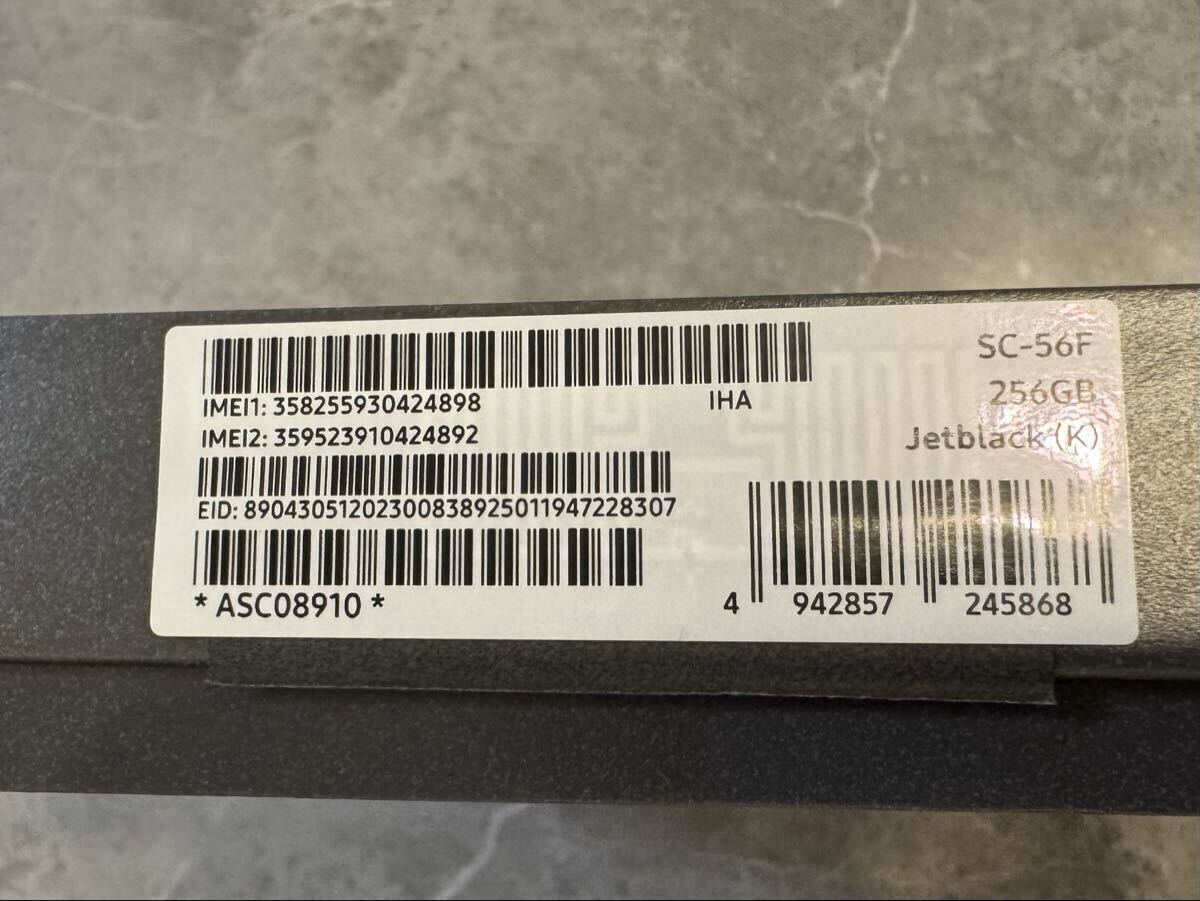 IMEI1: 358255930424898 IHA
IMEI2: 359523910424892
EID: 89043051202300838925011947228307
* ASC08910 *
SC-56F
256GB
Jetblack (K)
4 942857 245868